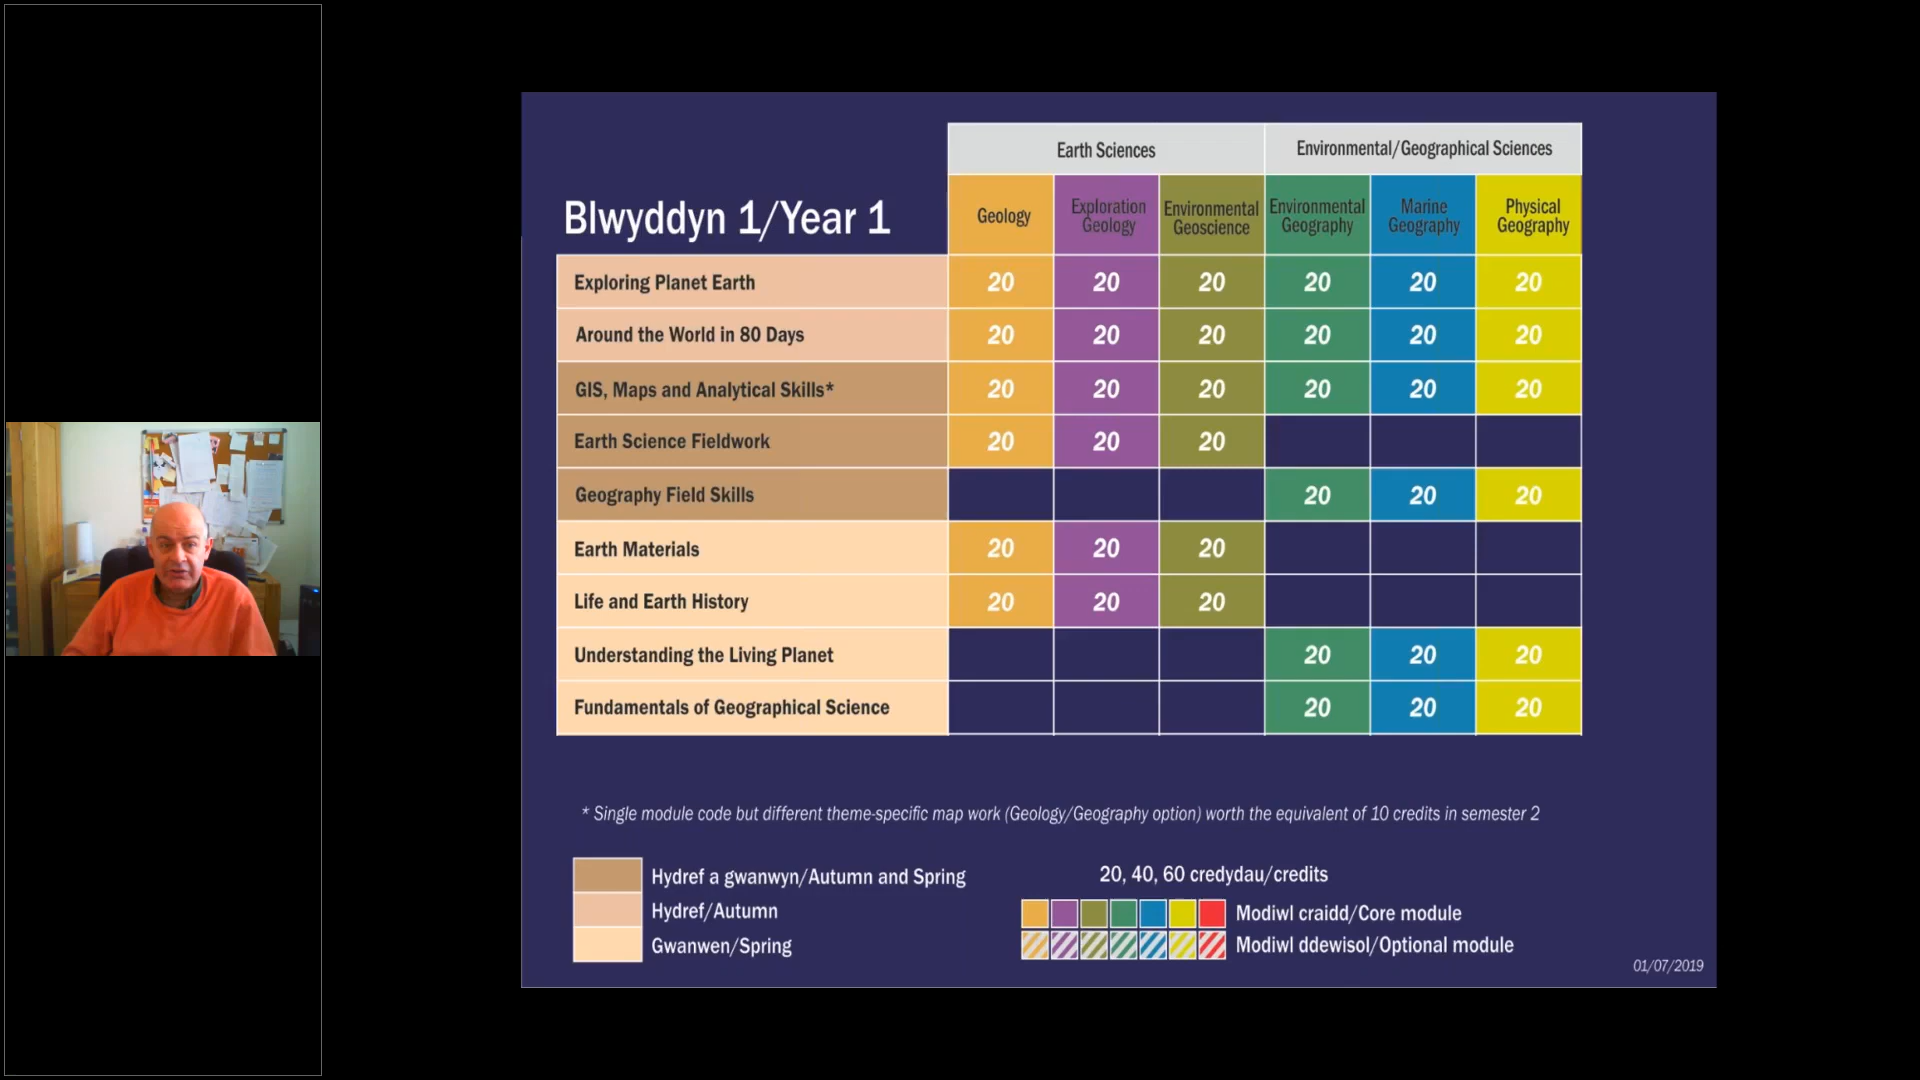 Earth Sciences
Environmental/Geographical Sciences
Blwyddyn 1/Year 1
Geology
Exploration
Geology
Environmental
Geoscience
Environmental
Geography
Marine
Geography
Physical
Geography
Exploring Planet Earth 20 20 20 20 20 20
Around the World in 80 Days 20 20 20 20 20 20
GIS, Maps and Analytical Skills* 20 20 20 20 20 20
Earth Science Fieldwork 20 20 20
Geography Field Skills 20 20 20
Earth Materials 20 20 20
Life and Earth History 20 20 20
Understanding the Living Planet 20 20 20
Fundamentals of Geographical Science 20 20 20
* Single module code but different theme-specific map work (Geology/Geography option) worth the equivalent of 10 credits in semester 2
Hydref a gwanwyn/Autumn and Spring
Hydref/Autumn
Gwanwen/Spring
20, 40, 60 credydau/credits
Modiwl craidd/Core module
Modiwl ddewisol/Optional module
01/07/2019